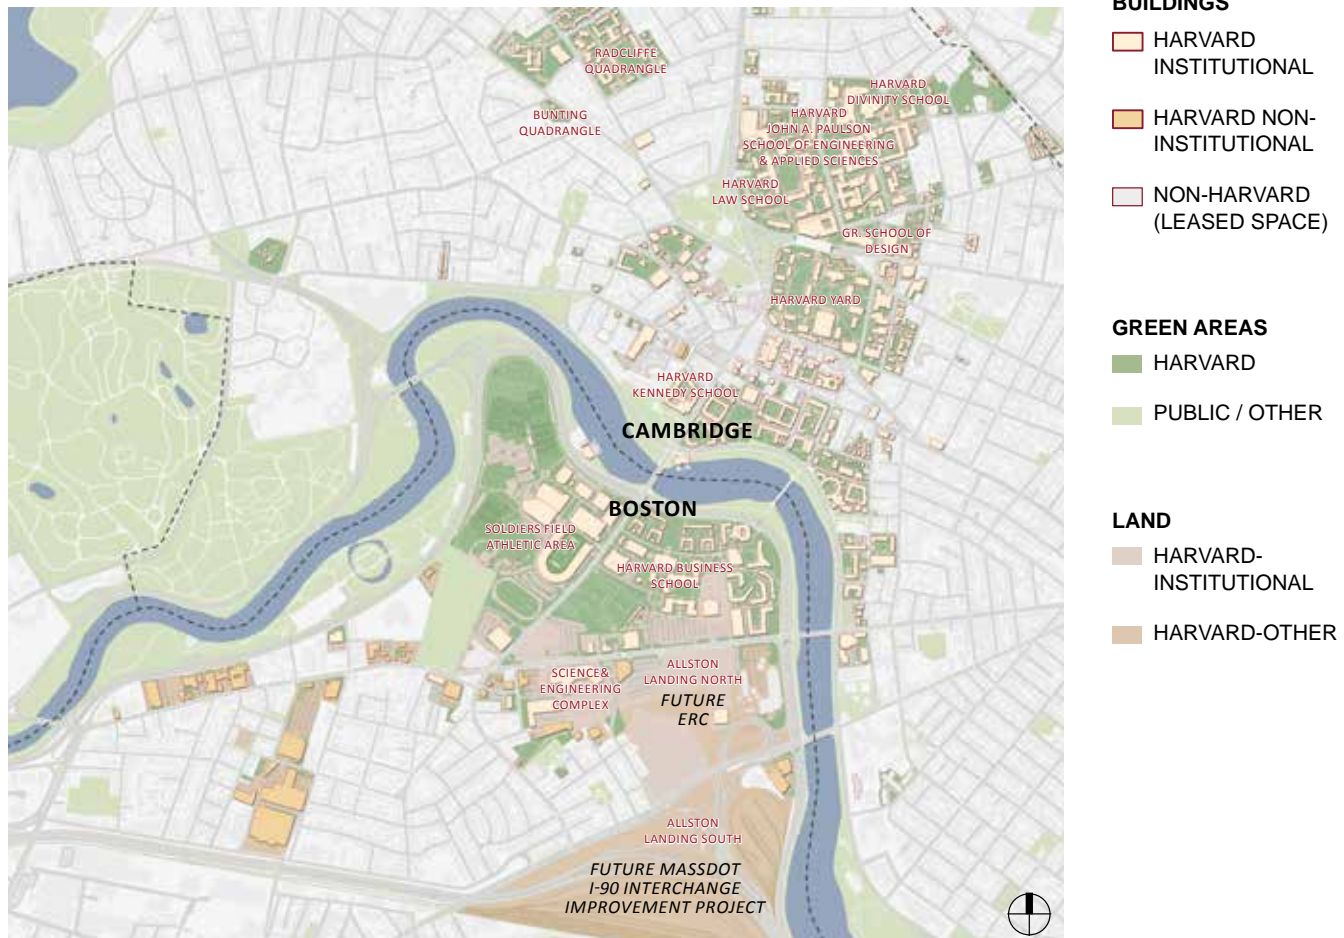 RADCLIFFE
QUADRANGLE
BUNTING
QUADRANGLE
HARVARD
DIVINITY SCHOOL
HARVARD
JOHN A. PAULSON
SCHOOL OF ENGINEERING
& APPLIED SCIENCES
HARVARD
LAW SCHOOL
GR. SCHOOL OF
DESIGN
HARVARD YARD
HARVARD
KENNEDY SCHOOL
CAMBRIDGE
BOSTON
SOLDIERS FIELD
ATHLETIC AREA
HARVARD BUSINESS
SCHOOL
SCIENCE&
ENGINEERING
COMPLEX
ALLSTON
LANDING NORTH
FUTURE
ERC
ALLSTON
LANDING SOUTH
FUTURE MASSDOT
I-90 INTERCHANGE
IMPROVEMENT PROJECT
BUILDINGS
HARVARD
INSTITUTIONAL
HARVARD NON-
INSTITUTIONAL
NON-HARVARD
(LEASED SPACE)
GREEN AREAS
HARVARD
PUBLIC / OTHER
LAND
HARVARD-
INSTITUTIONAL
HARVARD-OTHER